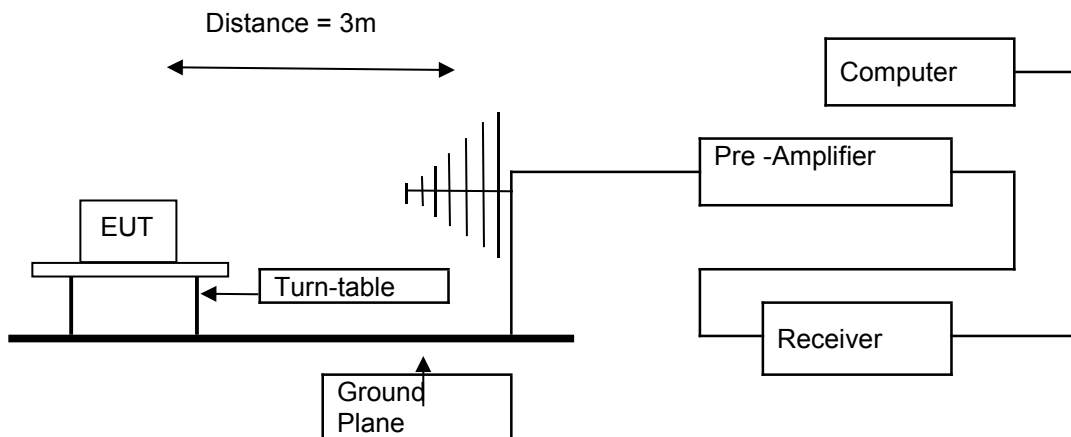 Distance = 3m
Computer
Pre -Amplifier
EUT
Turn-table
Receiver
Ground
Plane